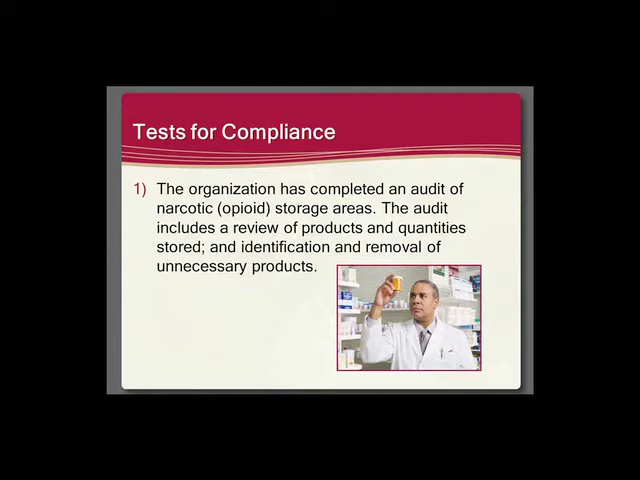 Tests for Compliance
1) The organization has completed an audit of
narcotic (opioid) storage areas. The audit
includes a review of products and quantities
stored; and identification and removal of
unnecessary products.